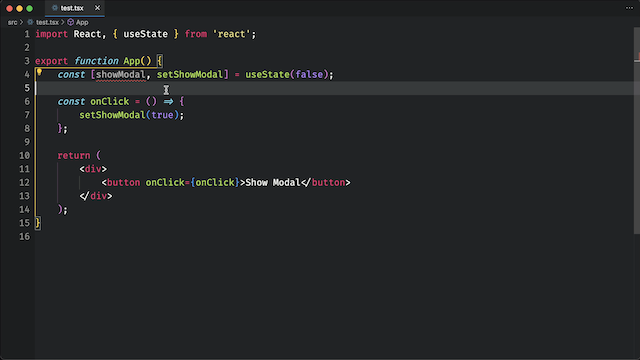 test.tsx ×
src > test.tsx > App
1 import React, { useState } from 'react';
2
3 export function App() {
4 const [showModal, setShowModal] = useState(false);
5
6 const onClick = () => {
7 setShowModal(true);
8 };
9
10 return (
11 <div>
12 <button onClick={onClick}>Show Modal</button>
13 </div>
14 );
15 }
16